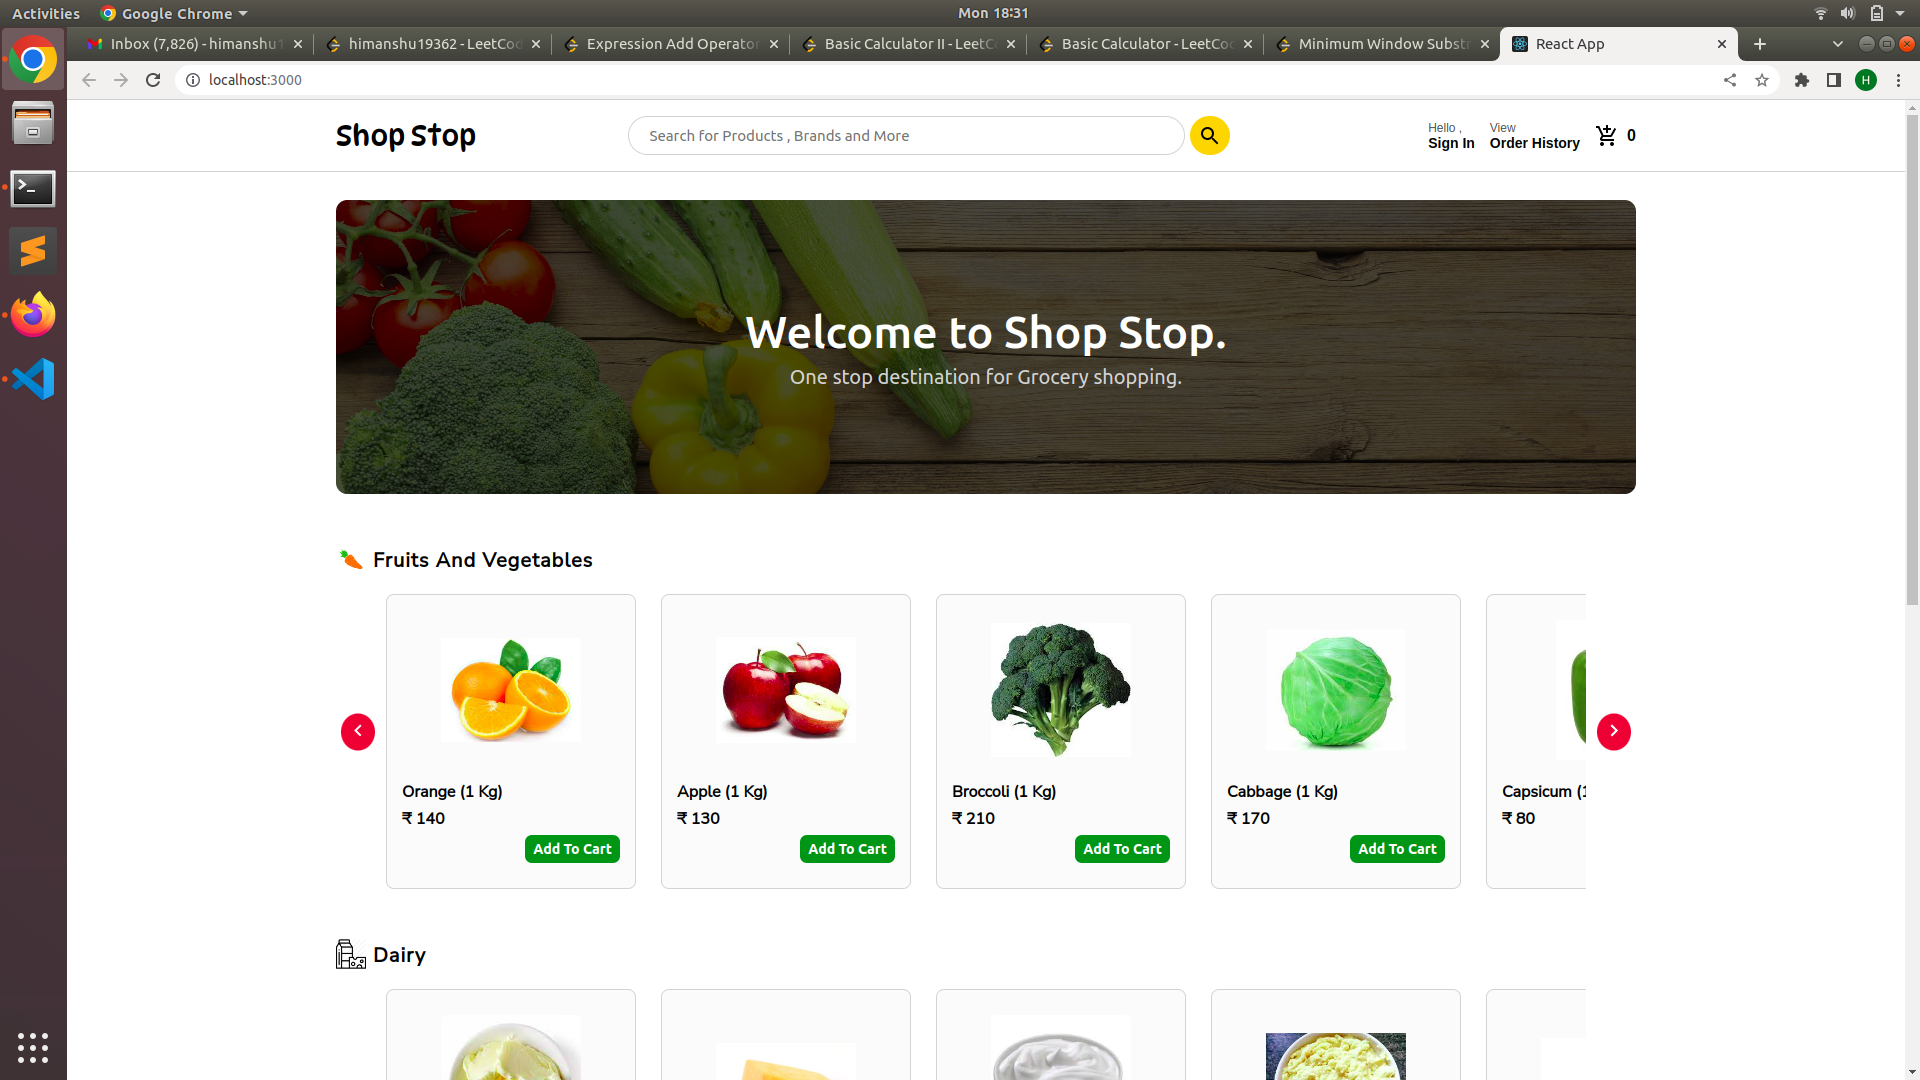 Activities
Google Chrome
Mon 18:31
Inbox (7,826) - himanshu1
himanshu19362 - LeetCod
Expression Add Operator
Basic Calculator II - LeetCo
Basic Calculator - LeetCod
Minimum Window Substr
React App
localhost:3000
H
Shop Stop
Search for Products , Brands and More
Hello ,
Sign In
View
Order History
0
Welcome to Shop Stop.
One stop destination for Grocery shopping.
Fruits And Vegetables
Orange (1 Kg)
₹ 140
Add To Cart
Apple (1 Kg)
₹ 130
Add To Cart
Broccoli (1 Kg)
₹ 210
Add To Cart
Cabbage (1 Kg)
₹ 170
Add To Cart
Capsicum (1
₹ 80
Dairy